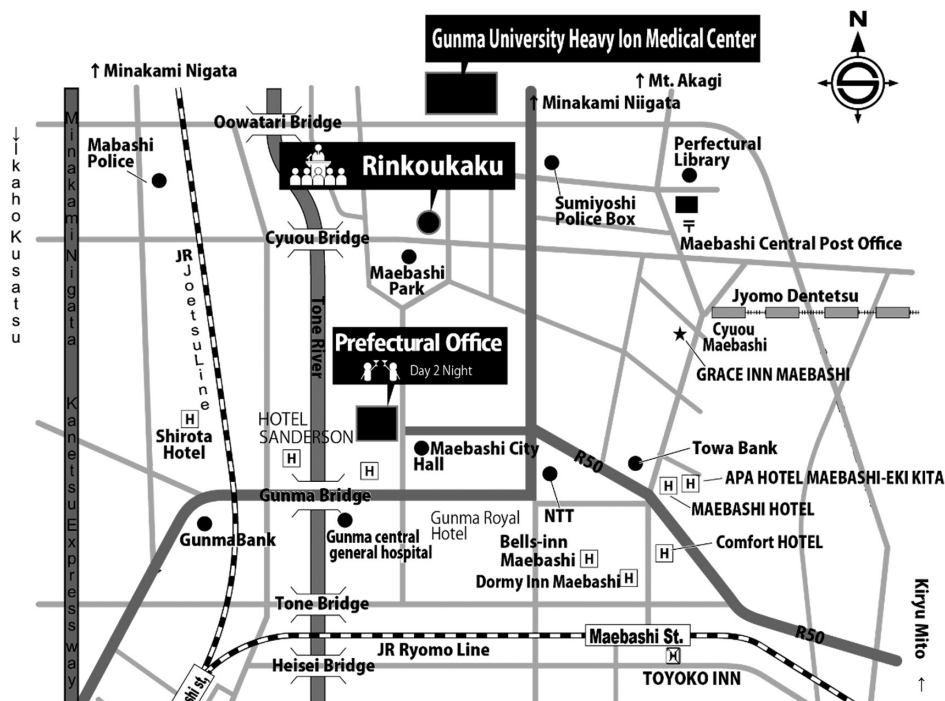 Gunma University Heavy Ion Medical Center
N
↑ Minakami Nigata
↑ Mt. Akagi
↑ Minakami Niigata
Oowatari Bridge
Mabashi
Police
Perfectural
Library
Rinkoukaku
Sumiyoshi
Police Box
〒
Maebashi Central Post Office
↓Ikaho Kusatsu
Minakami Nigata Kanetsu Expressway
Cyuou Bridge
Maebashi
Park
JR Joetsu Line
Tone River
Jyomo Dentetsu
Cyuou
Maebashi
Prefectural Office
Day 2 Night
★
GRACE INN MAEBASHI
H
Shirota
Hotel
HOTEL
SANDERSON
H
H
Maebashi City
Hall
R50
Towa Bank
H H
APA HOTEL MAEBASHI-EKI KITA
MAEBASHI HOTEL
Gunma Bridge
NTT
GunmaBank
Gunma central
general hospital
Gunma Royal
Hotel
Bells-inn
Maebashi
H
H
Comfort HOTEL
Dormy Inn Maebashi
H
Tone Bridge
R50
Kiryu Mito →
Maebashi St.
JR Ryomo Line
Heisei Bridge
H
TOYOKO INN
shi st,